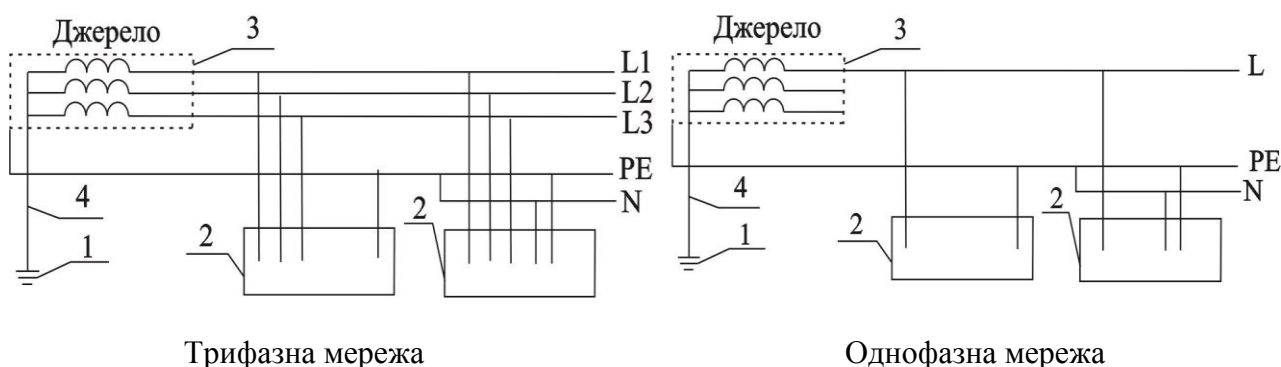 Джерело 3
L1
L2
L3
PE
N
4
1
2
2
Трифазна мережа
Джерело 3
L
PE
N
4
1
2
2
Однофазна мережа